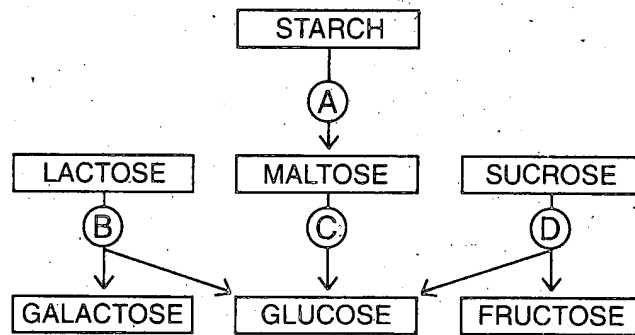 STARCH
A
LACTOSE MALTOSE SUCROSE
B C D
GALACTOSE GLUCOSE FRUCTOSE